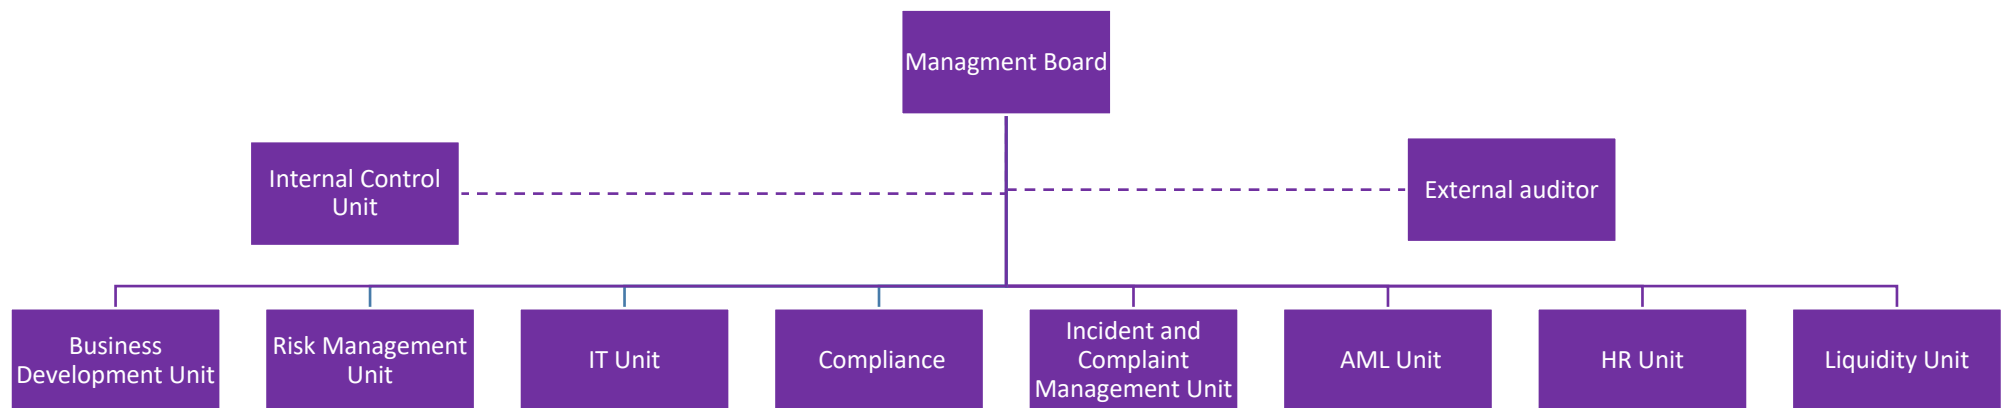 Managment Board
Internal Control
Unit
External auditor
Business
Development Unit
Risk Management
Unit
IT Unit
Compliance
Incident and
Complaint
Management Unit
AML Unit
HR Unit
Liquidity Unit